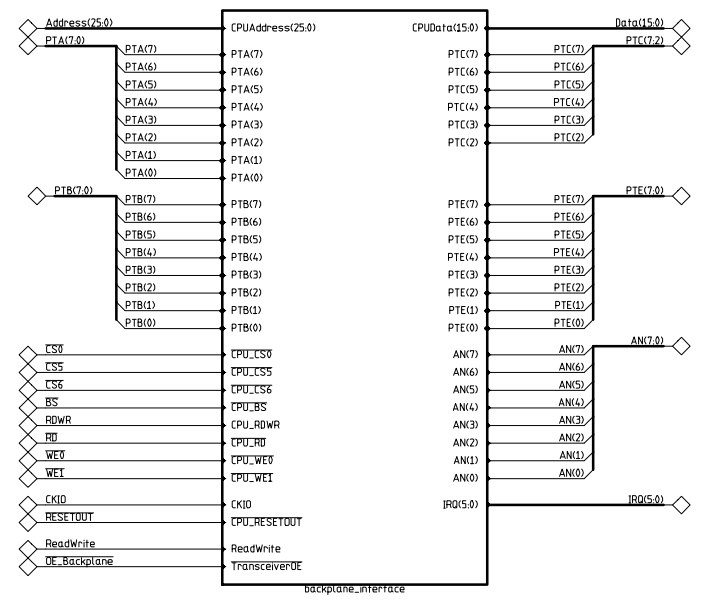 Address(25:0) CPUAddress(25:0) CPUData(15:0) Data(15:0)
PTA(7:0) PTC(7:2)
PTA(7) PTA(7) PTC(7) PTC(7)
PTA(6) PTA(6) PTC(6) PTC(6)
PTA(5) PTA(5) PTC(5) PTC(5)
PTA(4) PTA(4) PTC(4) PTC(4)
PTA(3) PTA(3) PTC(3) PTC(3)
PTA(2) PTA(2) PTC(2) PTC(2)
PTA(1) PTA(1)
PTA(0) PTA(0)
PTB(7:0) PTE(7:0)
PTB(7) PTB(7) PTE(7) PTE(7)
PTB(6) PTB(6) PTE(6) PTE(6)
PTB(5) PTB(5) PTE(5) PTE(5)
PTB(4) PTB(4) PTE(4) PTE(4)
PTB(3) PTB(3) PTE(3) PTE(3)
PTB(2) PTB(2) PTE(2) PTE(2)
PTB(1) PTB(1) PTE(1) PTE(1)
PTB(0) PTB(0) PTE(0) PTE(0)
AN(7:0)
CS0 CPU_CS0 AN(7) AN(7)
CS5 CPU_CS5 AN(6) AN(6)
CS6 CPU_CS6 AN(5) AN(5)
BS CPU_BS AN(4) AN(4)
RDWR CPU_RDWR AN(3) AN(3)
RD CPU_RD AN(2) AN(2)
WE0 CPU_WE0 AN(1) AN(1)
WE1 CPU_WE1 AN(0) AN(0)
CKIO CKIO IRQ(5:0) IRQ(5:0)
RESETOUT CPU_RESETOUT
ReadWrite ReadWrite
OE_Backplane TransceiverOE
backplane_interface